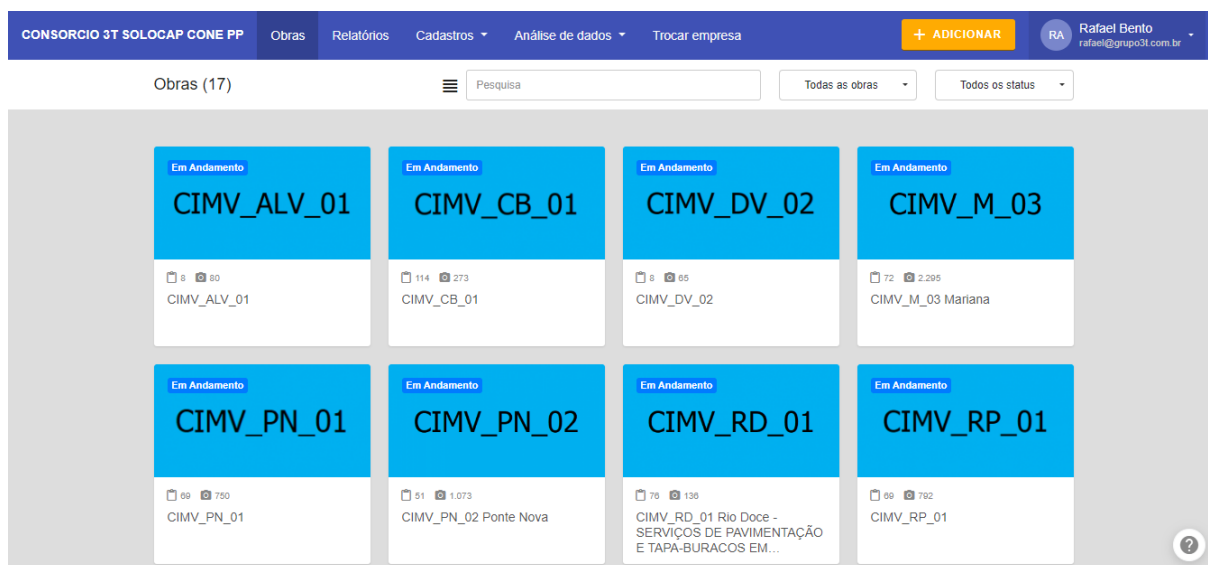 CONSORCIO 3T SOLOCAP CONE PP Obras Relatórios Cadastros Análise de dados Trocar empresa + ADICIONAR RA Rafael Bento
rafael@grupo3t.com.br
Obras (17) Pesquisa Todas as obras Todos os status
Em Andamento Em Andamento Em Andamento Em Andamento
CIMV_ALV_01 CIMV_CB_01 CIMV_DV_02 CIMV_M_03
8 80 114 273 8 65 72 2.295
CIMV_ALV_01 CIMV_CB_01 CIMV_DV_02 CIMV_M_03 Mariana
Em Andamento Em Andamento Em Andamento Em Andamento
CIMV_PN_01 CIMV_PN_02 CIMV_RD_01 CIMV_RP_01
69 750 51 1.073 76 136 69 792
CIMV_PN_01 CIMV_PN_02 Ponte Nova CIMV_RD_01 Rio Doce - CIMV_RP_01
SERVIÇOS DE PAVIMENTAÇÃO
E TAPA-BURACOS EM...
?